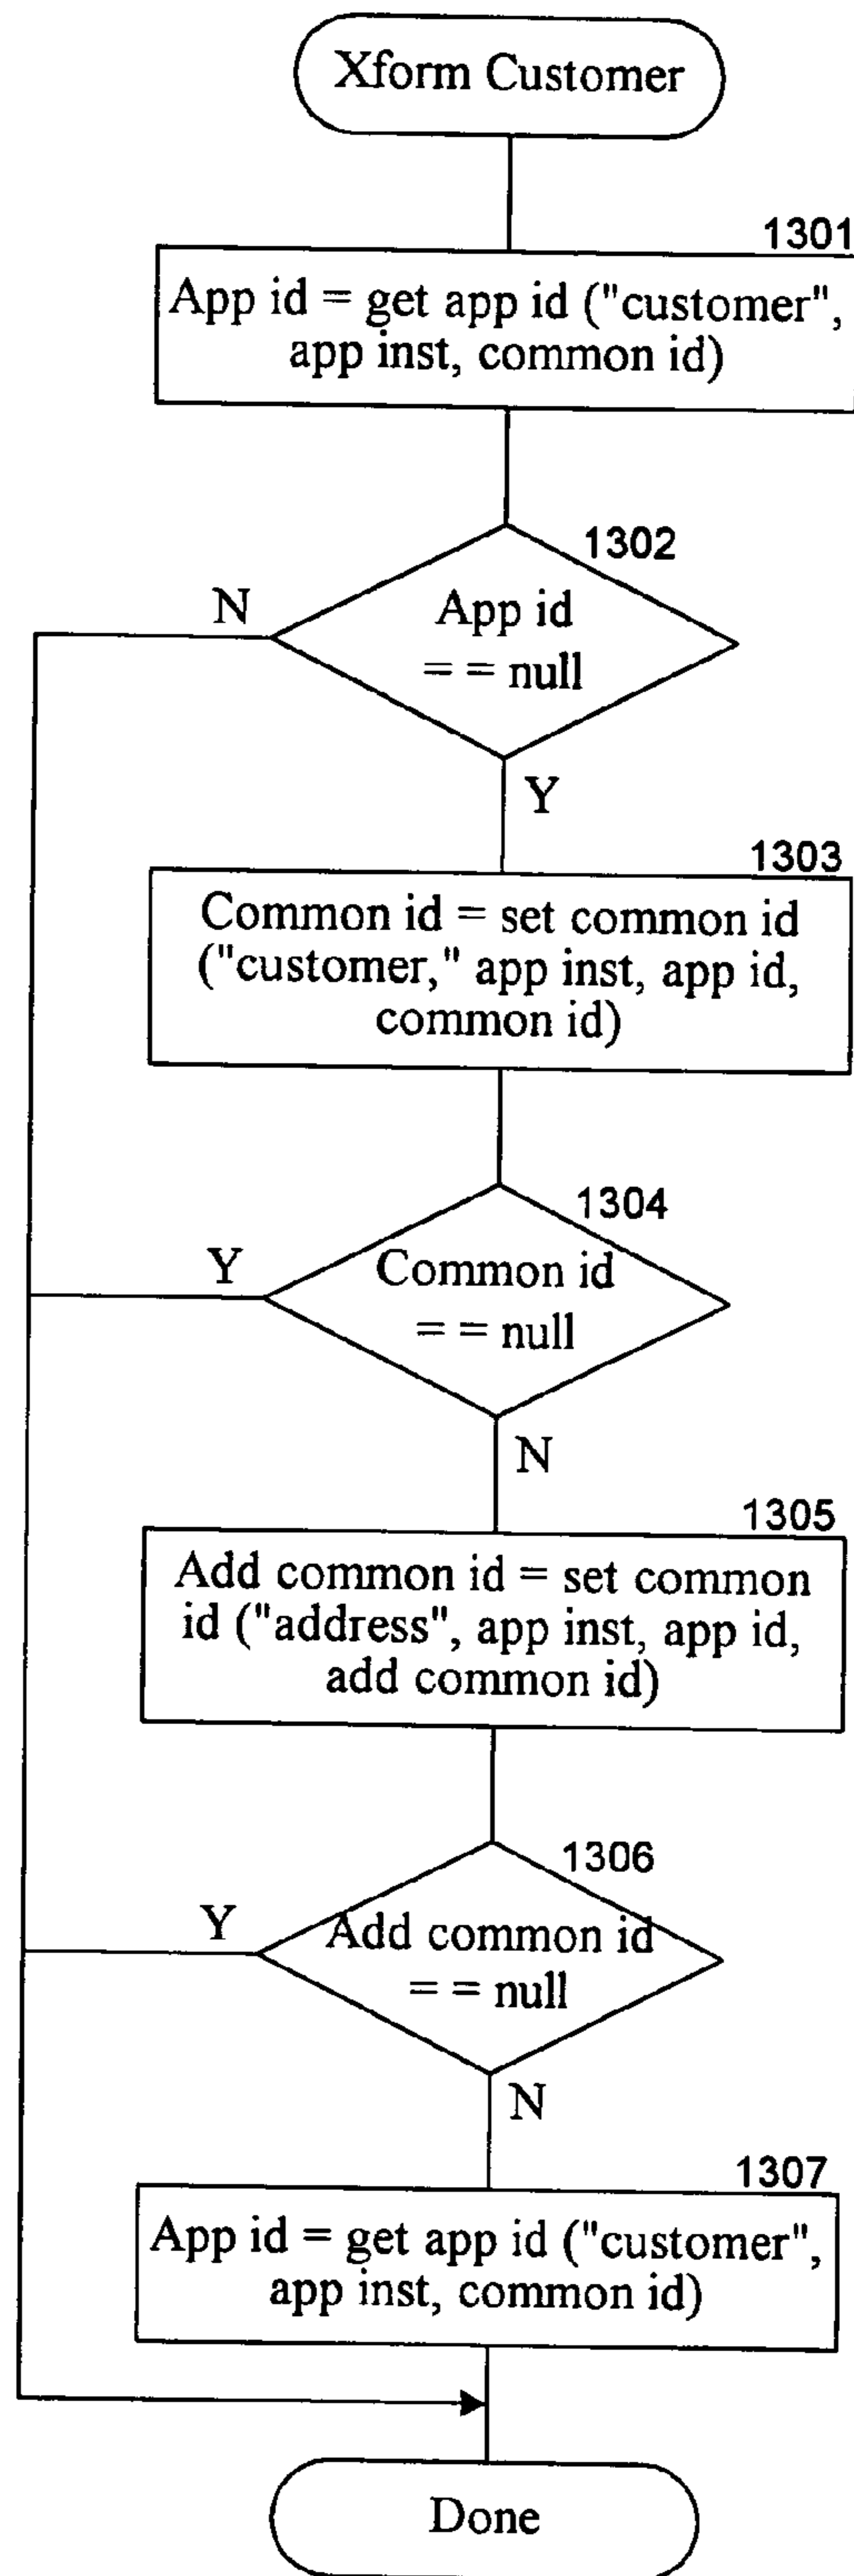 Xform Customer
1301
App id = get app id ("customer",
app inst, common id)
1302
N
App id
= = null
Y
1303
Common id = set common id
("customer," app inst, app id,
common id)
1304
Y
Common id
= = null
N
1305
Add common id = set common
id ("address", app inst, app id,
add common id)
1306
Y
Add common id
= = null
N
1307
App id = get app id ("customer",
app inst, common id)
Done